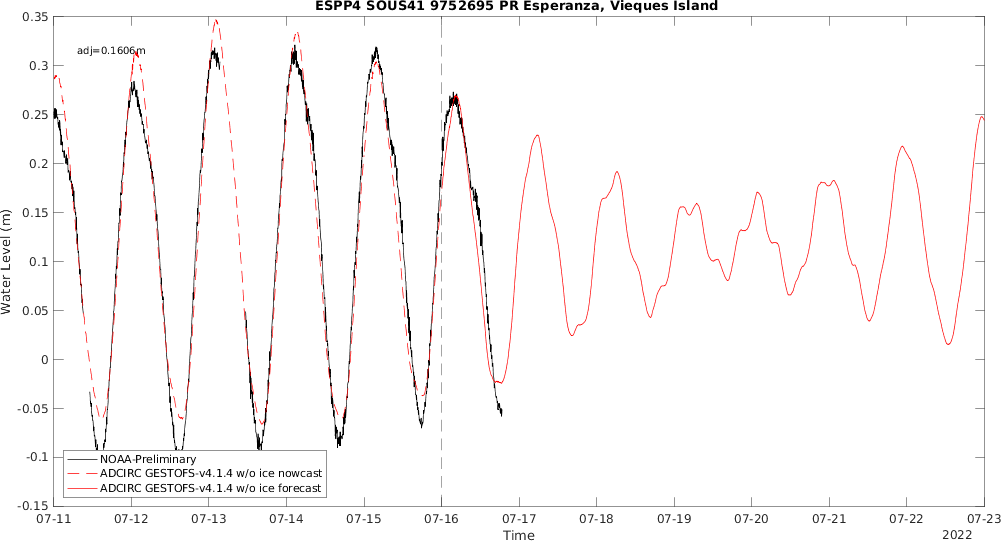 ESPP4 SOUS41 9752695 PR Esperanza, Vieques Island
adj=0.1606m
Water Level (m)
0.35
0.3
0.25
0.2
0.15
0.1
0.05
0
-0.05
-0.1
-0.15
NOAA-Preliminary
ADCIRC GESTOFS-v4.1.4 w/o ice nowcast
ADCIRC GESTOFS-v4.1.4 w/o ice forecast
07-11 07-12 07-13 07-14 07-15 07-16 07-17 07-18 07-19 07-20 07-21 07-22 07-23
Time
2022